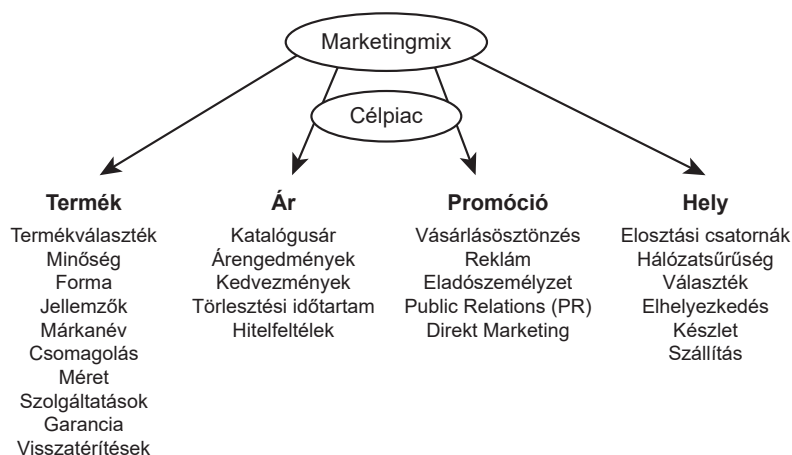 Marketingmix
Célpiac
Termék
Termékválaszték
Minőség
Forma
Jellemzők
Márkanév
Csomagolás
Méret
Szolgáltatások
Garancia
Visszatérítések
Ár
Katalógusár
Árengedmények
Kedvezmények
Törlesztési időtartam
Hitelfeltélek
Promóció
Vásárlásösztönzés
Reklám
Eladószemélyzet
Public Relations (PR)
Direkt Marketing
Hely
Elosztási csatornák
Hálózatsűrűség
Választék
Elhelyezkedés
Készlet
Szállítás